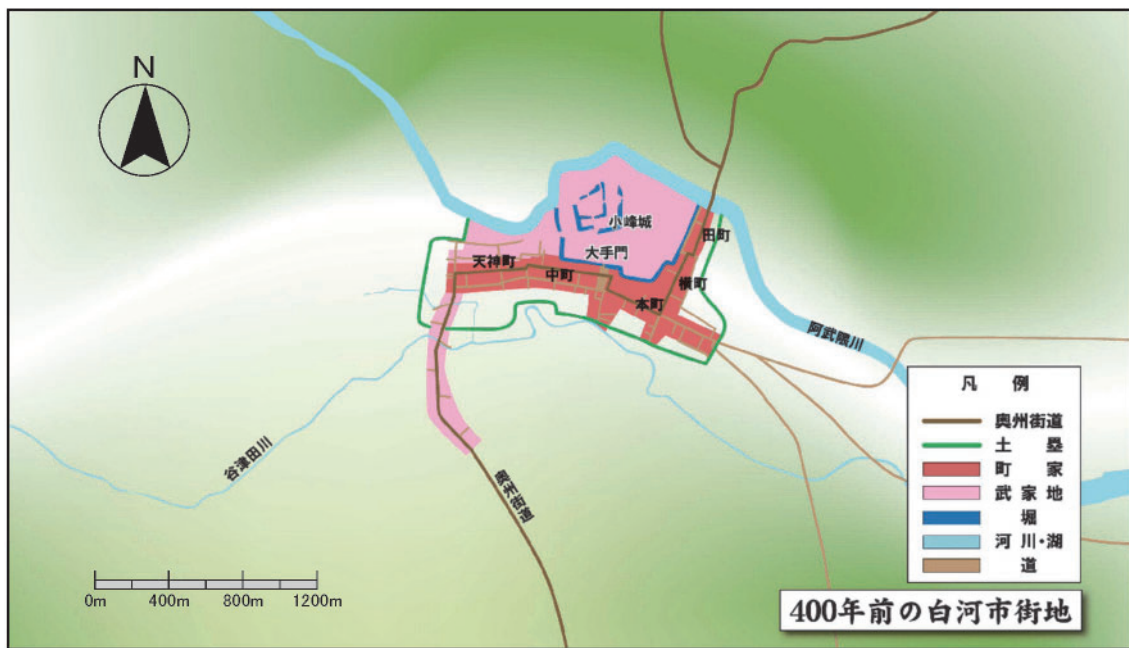 N
小峰城
田町
大手門
天神町
中町
横町
本町
阿武隈川
谷津田川
奥州街道
凡 例
奥州街道
土 塁
町 家
武 家 地
堀
河 川・湖
道
0m 400m 800m 1200m
400年前の白河市街地